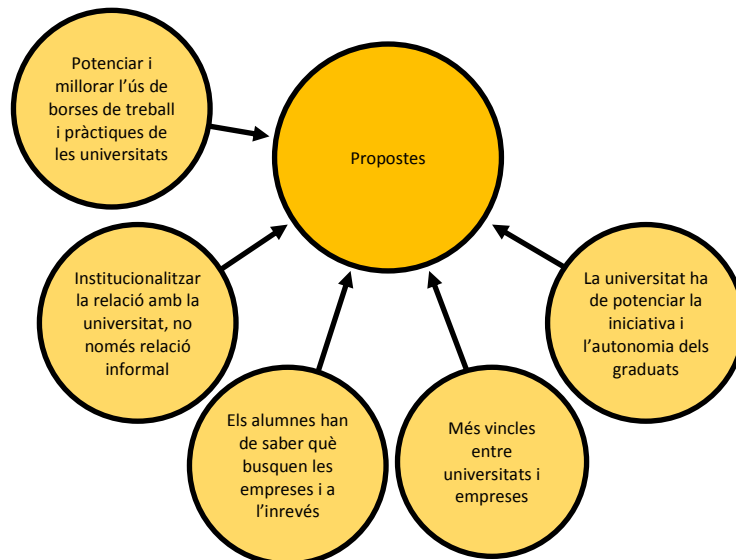 Potenciar i
millorar l'ús de
borses de treball
i pràctiques de
les universitats
Propostes
Institucionalitzar
la relació amb la
universitat, no
només relació
informal
Els alumnes han
de saber què
busquen les
empreses i a
l'inrevés
Més vincles
entre
universitats i
empreses
La universitat ha
de potenciar la
iniciativa i
l'autonomia dels
graduats